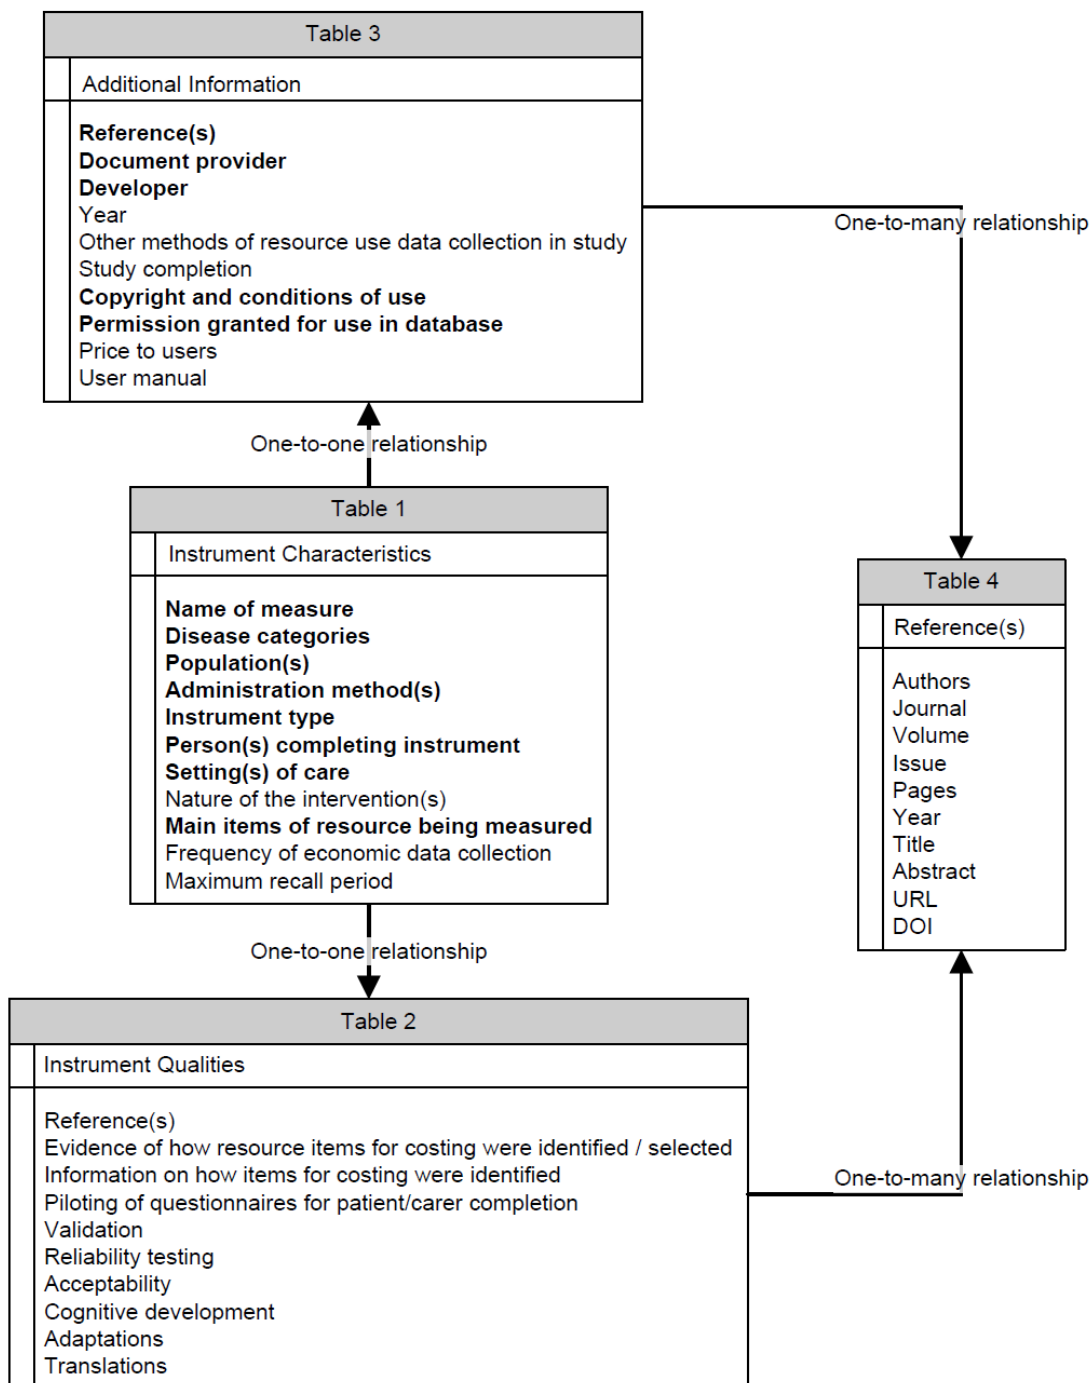 Table 3
Additional Information
Reference(s)
Document provider
Developer
Year
Other methods of resource use data collection in study
Study completion
Copyright and conditions of use
Permission granted for use in database
Price to users
User manual
One-to-many relationship
One-to-one relationship
Table 1
Instrument Characteristics
Name of measure
Disease categories
Population(s)
Administration method(s)
Instrument type
Person(s) completing instrument
Setting(s) of care
Nature of the intervention(s)
Main items of resource being measured
Frequency of economic data collection
Maximum recall period
Table 4
Reference(s)
Authors
Journal
Volume
Issue
Pages
Year
Title
Abstract
URL
DOI
One-to-one relationship
Table 2
Instrument Qualities
Reference(s)
Evidence of how resource items for costing were identified / selected
Information on how items for costing were identified
Piloting of questionnaires for patient/carer completion
Validation
Reliability testing
Acceptability
Cognitive development
Adaptations
Translations
One-to-many relationship